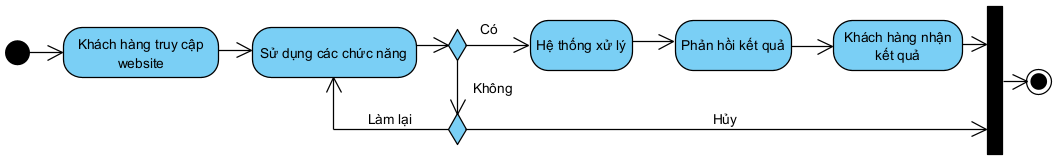 Khách hàng truy cập
website
Sử dụng các chức năng
Có
Hệ thống xử lý
Phản hồi kết quả
Khách hàng nhận
kết quả
Không
Làm lại
Hủy